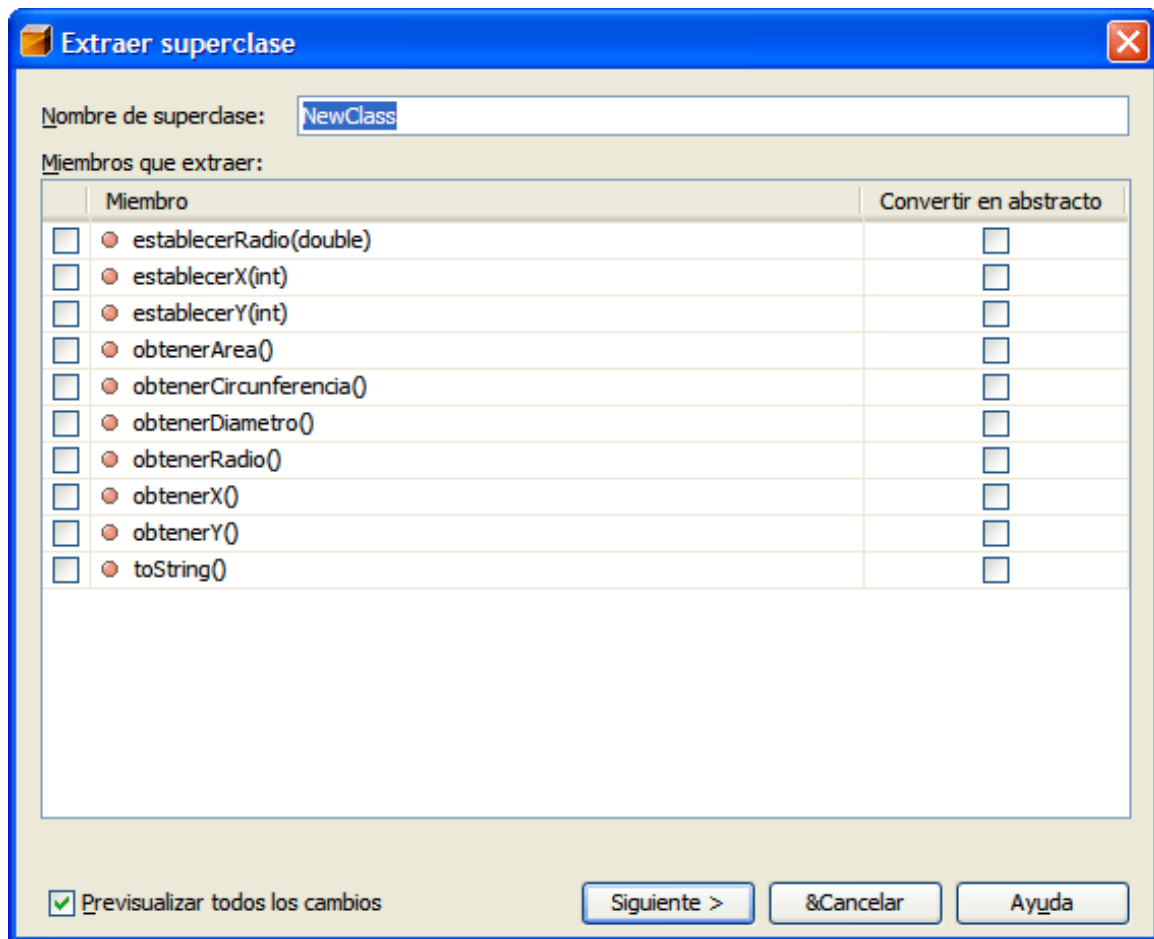 Extraer superclase
Nombre de superclase: NewClass
Miembros que extraer:
Miembro Convertir en abstracto
establecerRadio(double)
establecerX(int)
establecerY(int)
obtenerArea()
obtenerCircunferencia()
obtenerDiametro()
obtenerRadio()
obtenerX()
obtenerY()
toString()
Previsualizar todos los cambios Siguiente > &Cancelar Ayuda